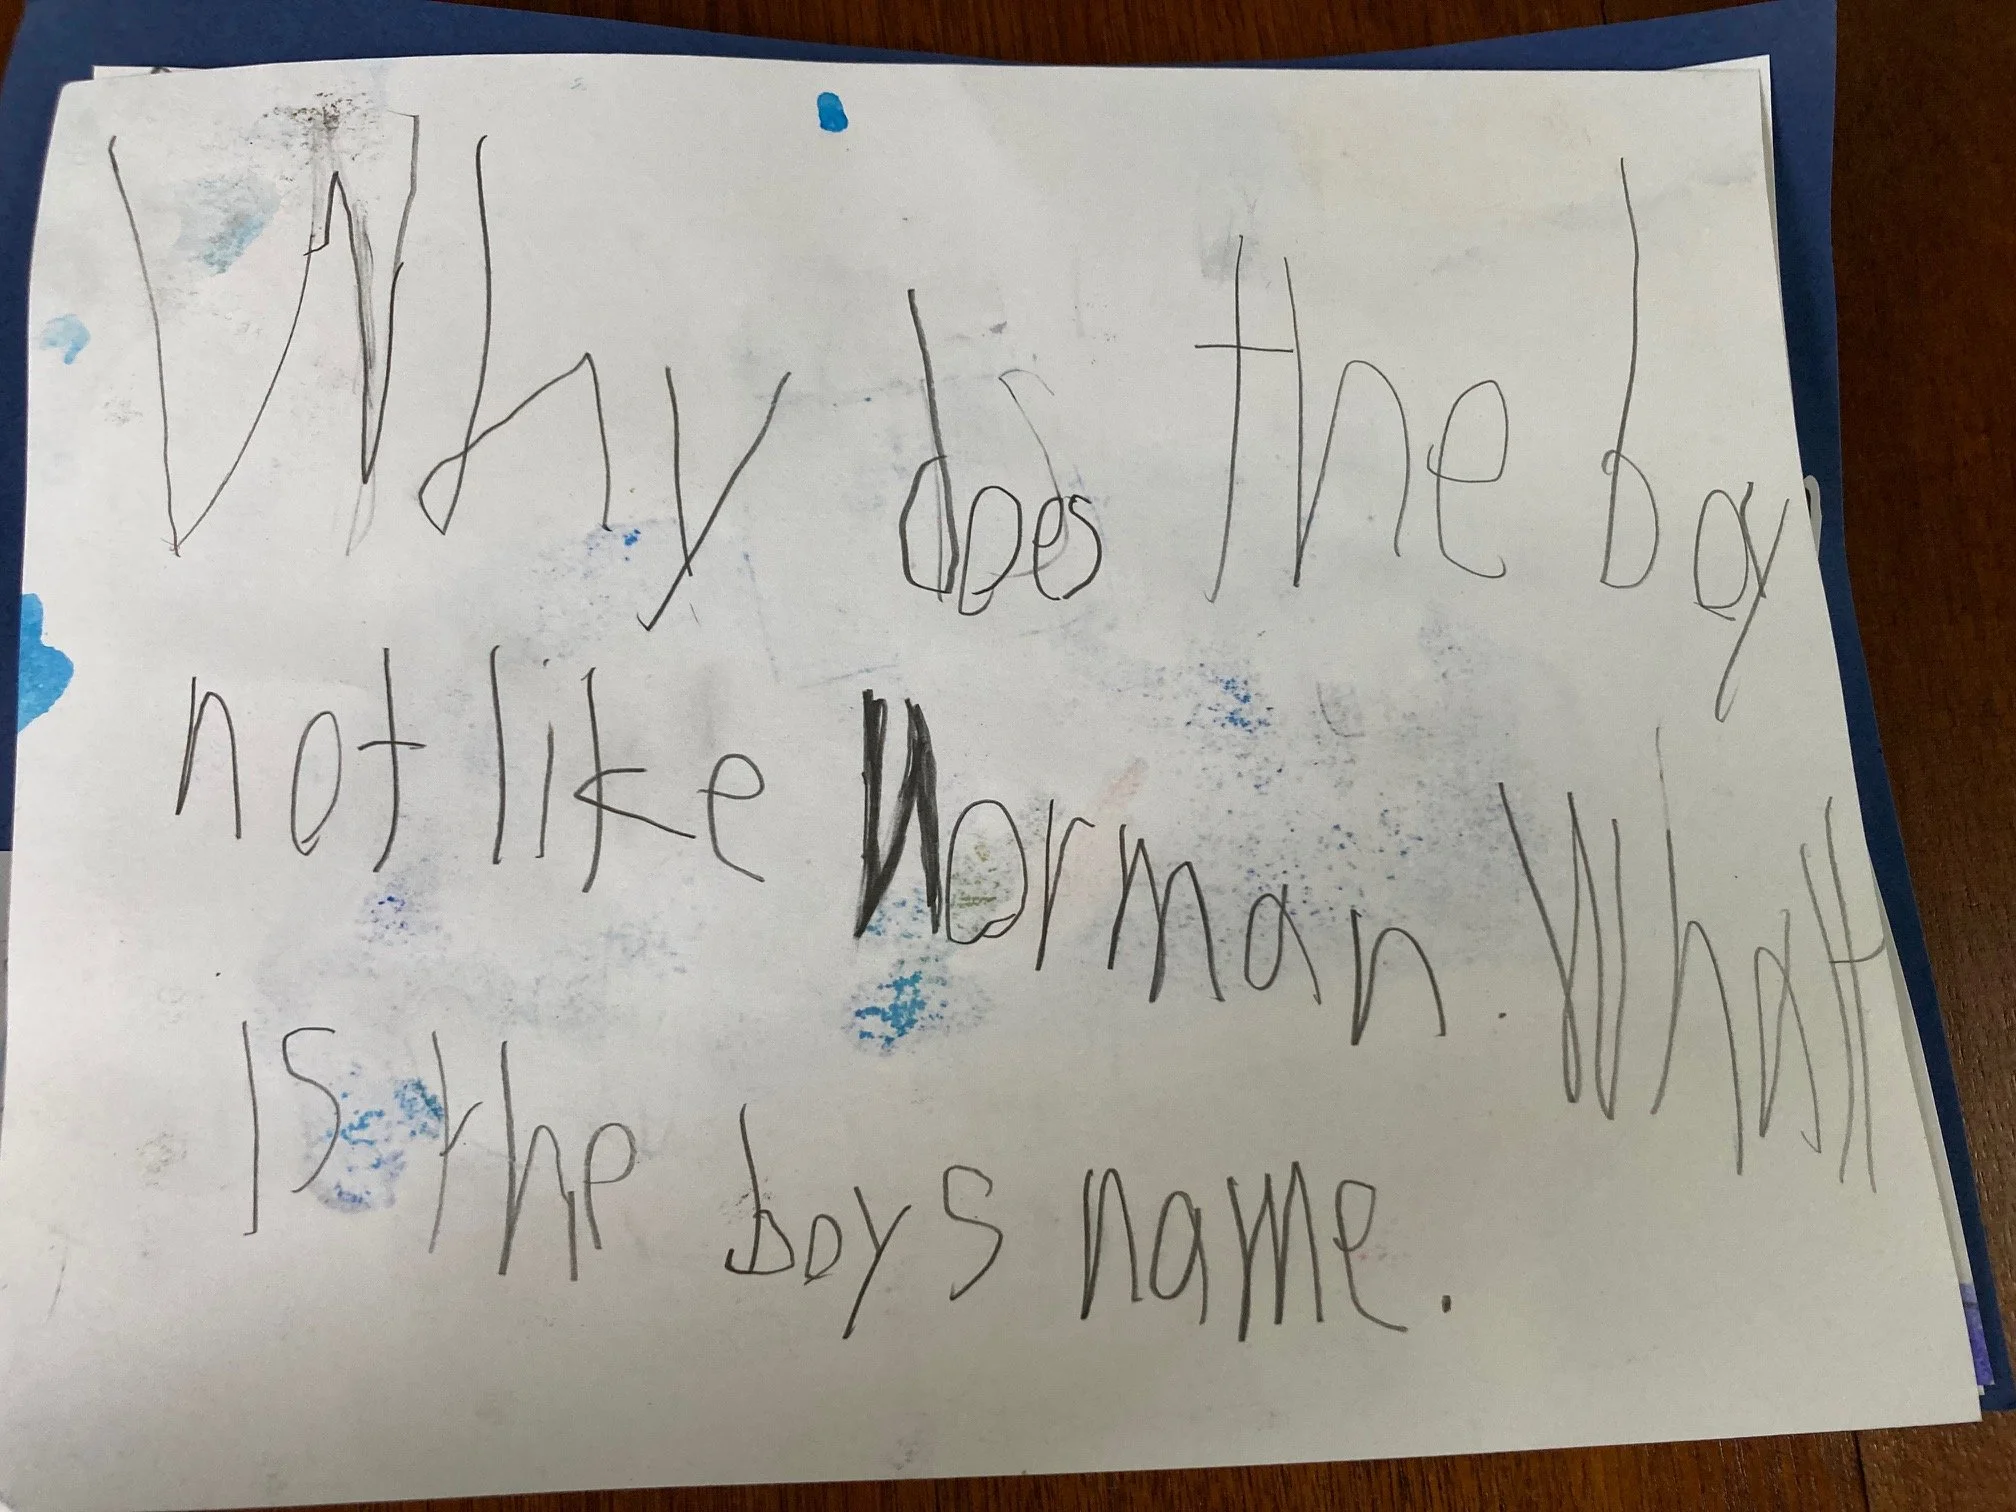 Why does the boy
not like Norman. What
is the boys name.